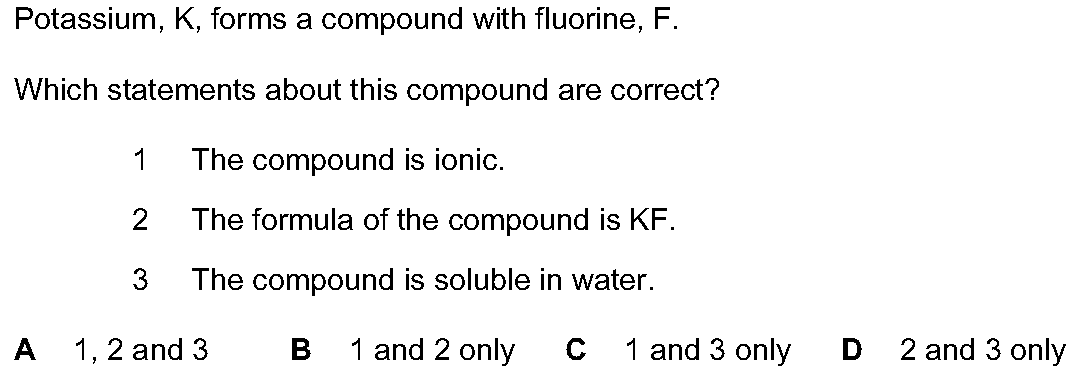 Potassium, K, forms a compound with fluorine, F.
Which statements about this compound are correct?
1 The compound is ionic.
2 The formula of the compound is KF.
3 The compound is soluble in water.
A 1, 2 and 3 B 1 and 2 only C 1 and 3 only D 2 and 3 only